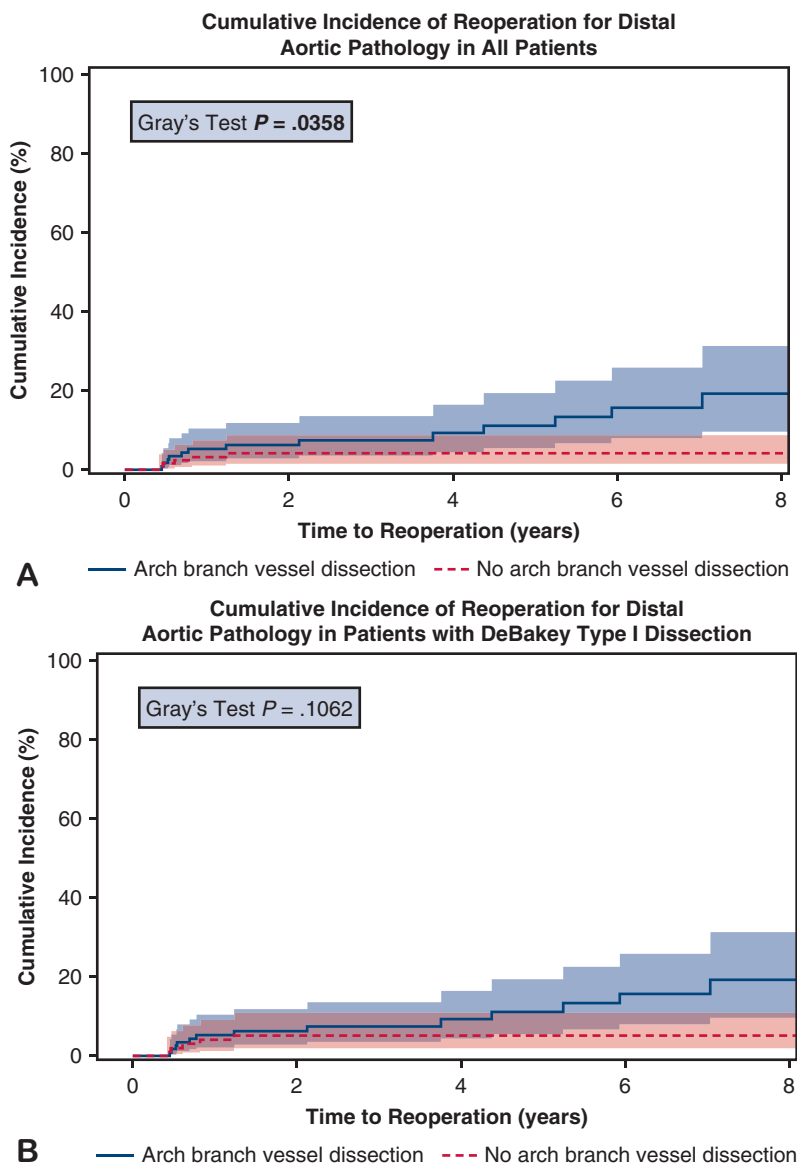 Cumulative Incidence of Reoperation for Distal
Aortic Pathology in All Patients
100
80
60
40
20
0
Cumulative Incidence (%)
Gray's Test P = .0358
0 2 4 6 8
Time to Reoperation (years)
A
Arch branch vessel dissection No arch branch vessel dissection
Cumulative Incidence of Reoperation for Distal
Aortic Pathology in Patients with DeBakey Type I Dissection
100
80
60
40
20
0
Cumulative Incidence (%)
Gray's Test P = .1062
0 2 4 6 8
Time to Reoperation (years)
B
Arch branch vessel dissection No arch branch vessel dissection